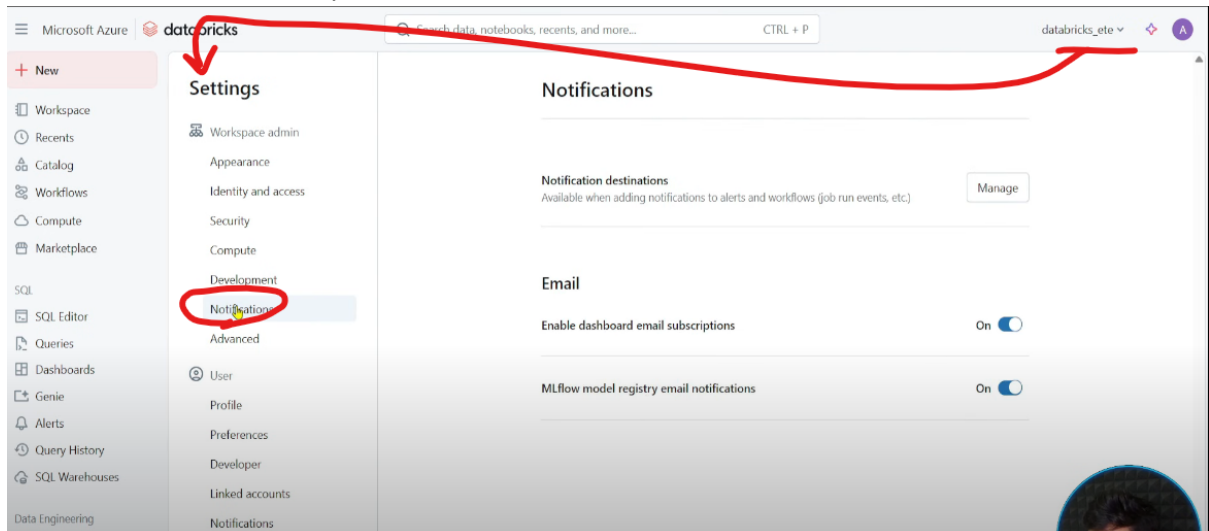 Microsoft Azure databricks
Search data, notebooks, recents, and more... CTRL + P
databricks_ete
A
New
Workspace
Recents
Catalog
Workflows
Compute
Marketplace
SQL
SQL Editor
Queries
Dashboards
Genie
Alerts
Query History
SQL Warehouses
Data Engineering
Settings
Workspace admin
Appearance
Identity and access
Security
Compute
Development
Notifications
Advanced
User
Profile
Preferences
Developer
Linked accounts
Notifications
Notifications
Notification destinations
Available when adding notifications to alerts and workflows (job run events, etc.)
Manage
Email
Enable dashboard email subscriptions On
MLflow model registry email notifications On